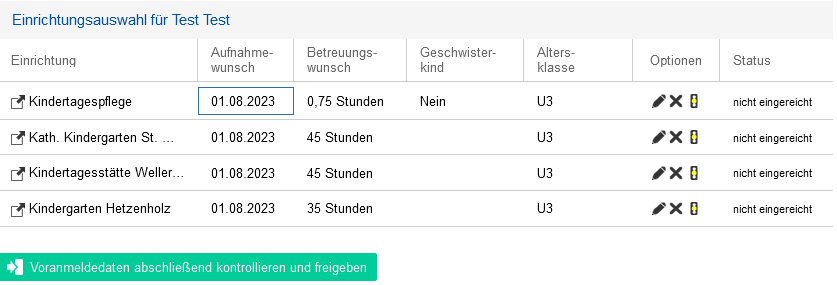 Einrichtungsauswahl für Test Test
Einrichtung Aufnahme- Betreuungs- Geschwister- Alters- Optionen Status
wunsch wunsch kind klasse
Kindertagespflege 01.08.2023 0,75 Stunden Nein U3 nicht eingereicht
Kath. Kindergarten St. ... 01.08.2023 45 Stunden U3 nicht eingereicht
Kindertagesstätte Weller... 01.08.2023 45 Stunden U3 nicht eingereicht
Kindergarten Hetzenholz 01.08.2023 35 Stunden U3 nicht eingereicht
Voranmeldedaten abschließend kontrollieren und freigeben